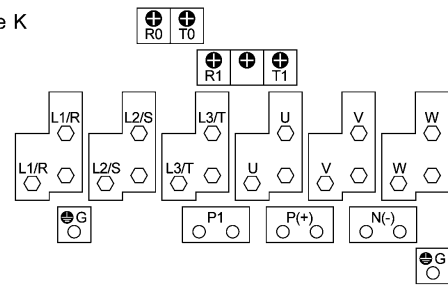 e K
R0 T0
R1 T1
L1/R L2/S L3/T U V W
L1/R L2/S L3/T U V W
G P1 P(+) N(-)
G